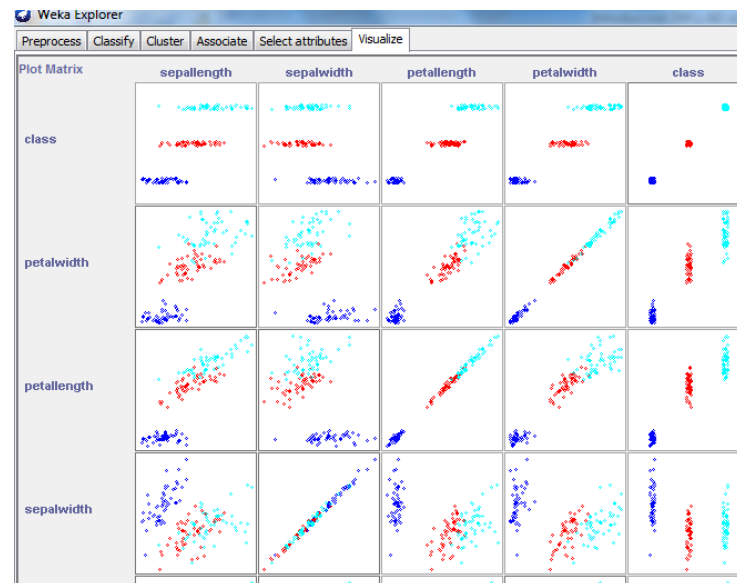 Weka Explorer
Preprocess Classify Cluster Associate Select attributes Visualize
Plot Matrix sepallength sepalwidth petallength petalwidth class
class
petalwidth
petallength
sepalwidth